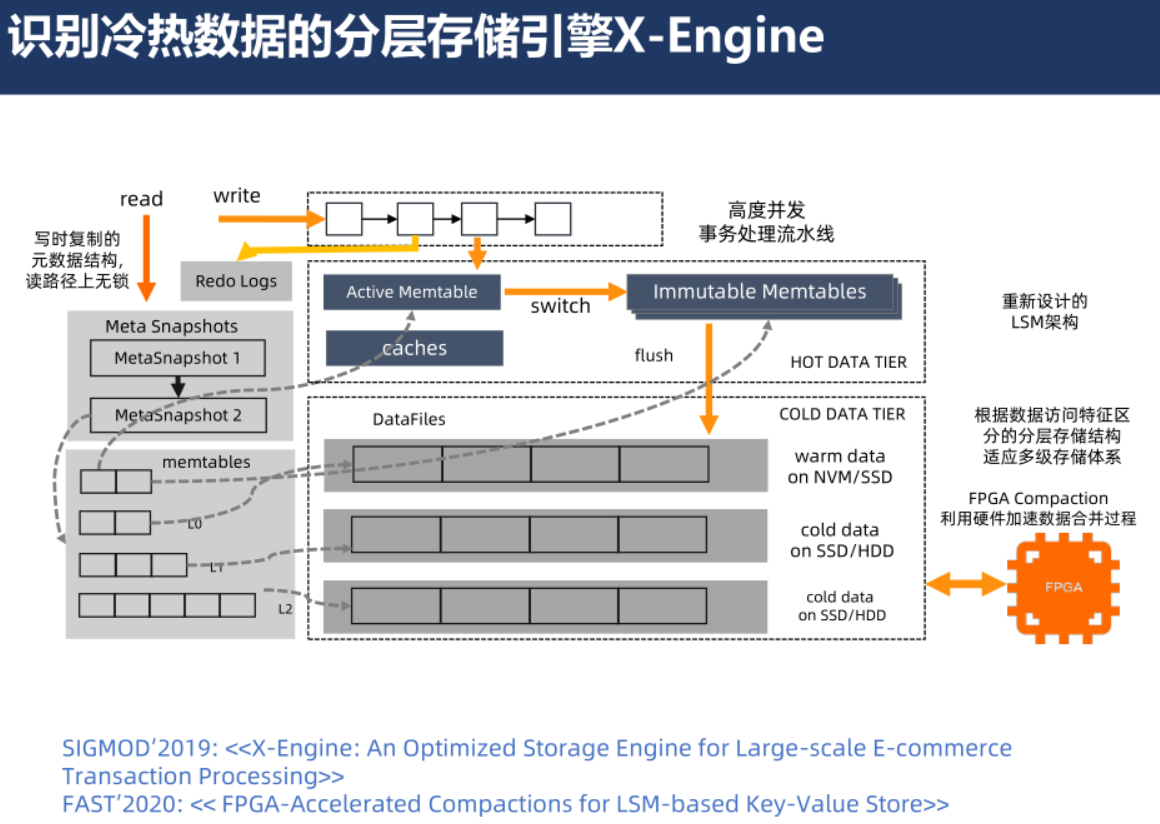 识别冷热数据的分层存储引擎X-Engine
read
write
写时复制的
元数据结构,
读路径上无锁
高度并发
事务处理流水线
Redo Logs
Active Memtable
switch
Immutable Memtables
caches
flush
HOT DATA TIER
重新设计的
LSM架构
Meta Snapshots
MetaSnapshot 1
MetaSnapshot 2
memtables
L0
L1
L2
DataFiles
COLD DATA TIER
warm data
on NVM/SSD
cold data
on SSD/HDD
cold data
on SSD/HDD
根据数据访问特征区
分的分层存储结构
适应多级存储体系
FPGA Compaction
利用硬件加速数据合并过程
FPGA
SIGMOD’2019: <<X-Engine: An Optimized Storage Engine for Large-scale E-commerce
Transaction Processing>>
FAST’2020: << FPGA-Accelerated Compactions for LSM-based Key-Value Store>>